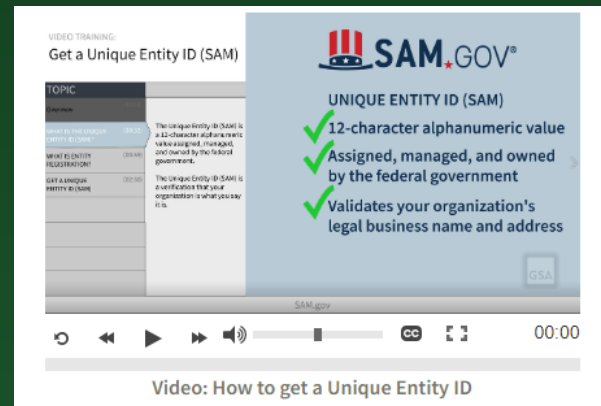 VIDEO TRAINING:
Get a Unique Entity ID (SAM)
TOPIC
Overview
WHAT IS THE UNIQUE
ENTITY ID (SAM)?
WHAT IS ENTITY
REGISTRATION?
GET A UNIQUE
ENTITY ID (SAM)
The Unique Entity ID (SAM) is
a 12-character alphanumeric
value assigned, managed,
and owned by the federal
government.
The Unique Entity ID (SAM) is
a verification that your
organization is what you say
it is.
SAM.GOV®
UNIQUE ENTITY ID (SAM)
12-character alphanumeric value
Assigned, managed, and owned
by the federal government
Validates your organization's
legal business name and address
GSA
SAM.gov
CC
00:00
Video: How to get a Unique Entity ID